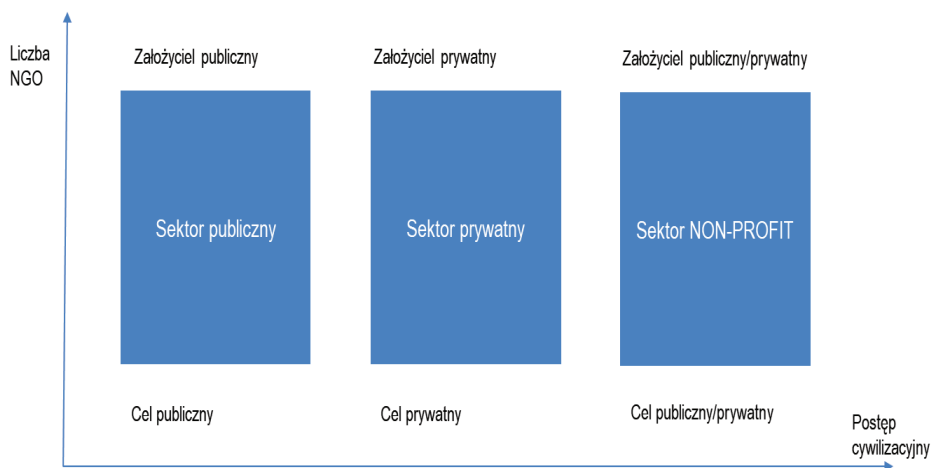 Liczba
NGO
Założyciel publiczny
Założyciel prywatny
Założyciel publiczny/prywatny
Sektor publiczny
Sektor prywatny
Sektor NON-PROFIT
Cel publiczny
Cel prywatny
Cel publiczny/prywatny
Postęp
cywilizacyjny